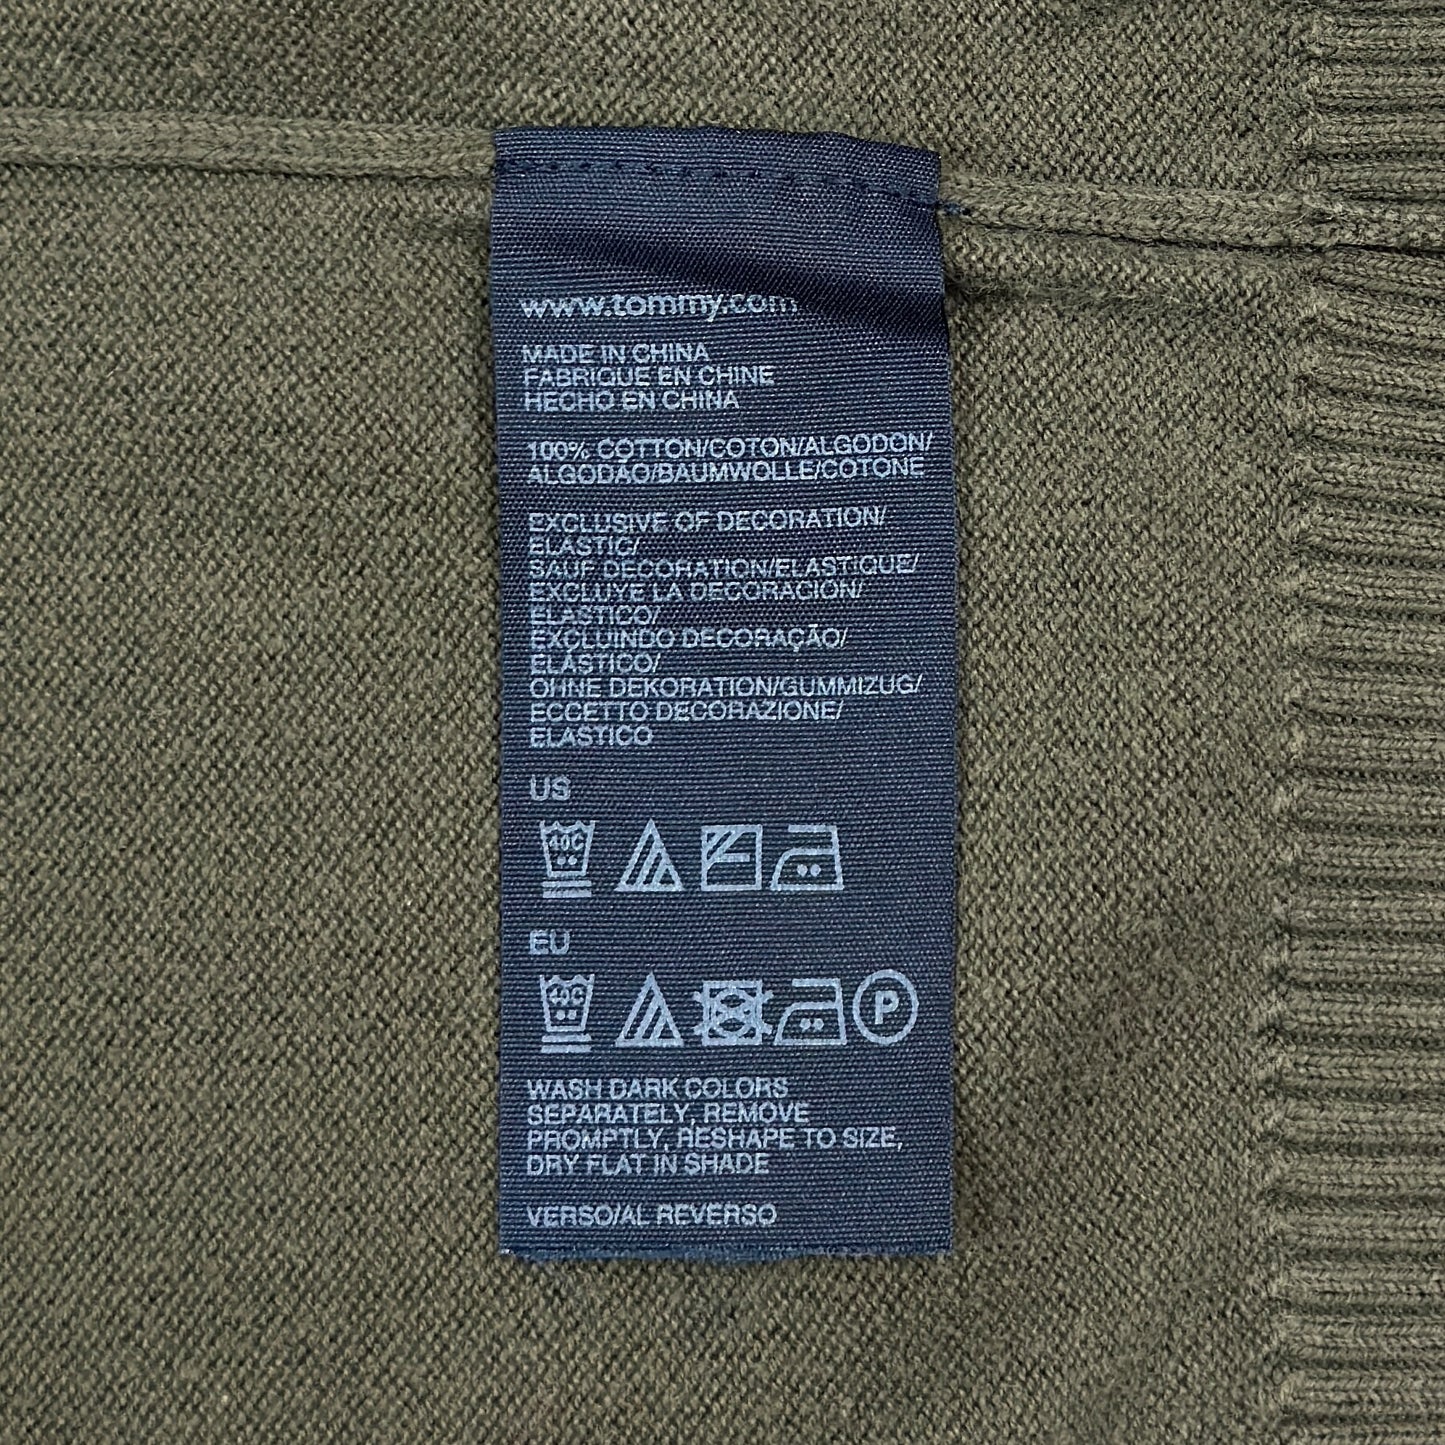 www.tommy.com
MADE IN CHINA
FABRIQUE EN CHINE
HECHO EN CHINA
100% COTTON/COTON/ALGODON/
ALGODÃO/BAUMWOLLE/COTONE
EXCLUSIVE OF DECORATION/
ELASTIC/
SAUF DECORATION/ELASTIQUE/
EXCLUYE LA DECORACIÓN/
ELASTICO/
EXCLUINDO DECORAÇÃO/
ELÁSTICO/
OHNE DEKORATION/GUMMIZUG/
ECCETTO DECORAZIONE/
ELASTICO
US
40C
EU
40C P
WASH DARK COLORS
SEPARATELY, REMOVE
PROMPTLY, RESHAPE TO SIZE,
DRY FLAT IN SHADE
VERSO/AL REVERSO